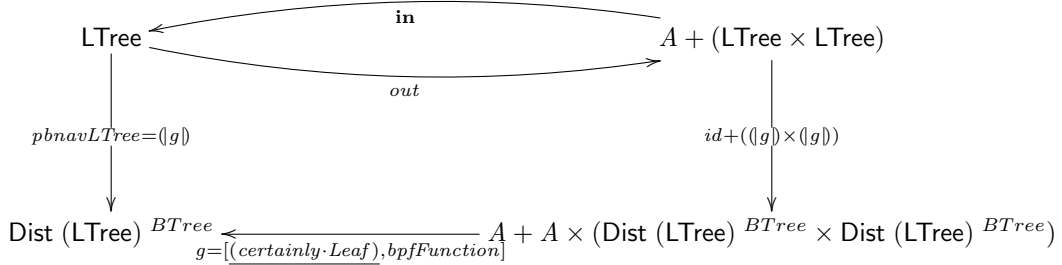 in
LTree A + (LTree × LTree)
out
pbnavLTree=(|g|) id+((|g|)×(|g|))
Dist (LTree) ^{BTree} A + A × (Dist (LTree) ^{BTree} × Dist (LTree) ^{BTree})
g=[(certainly·Leaf),bpfFunction]